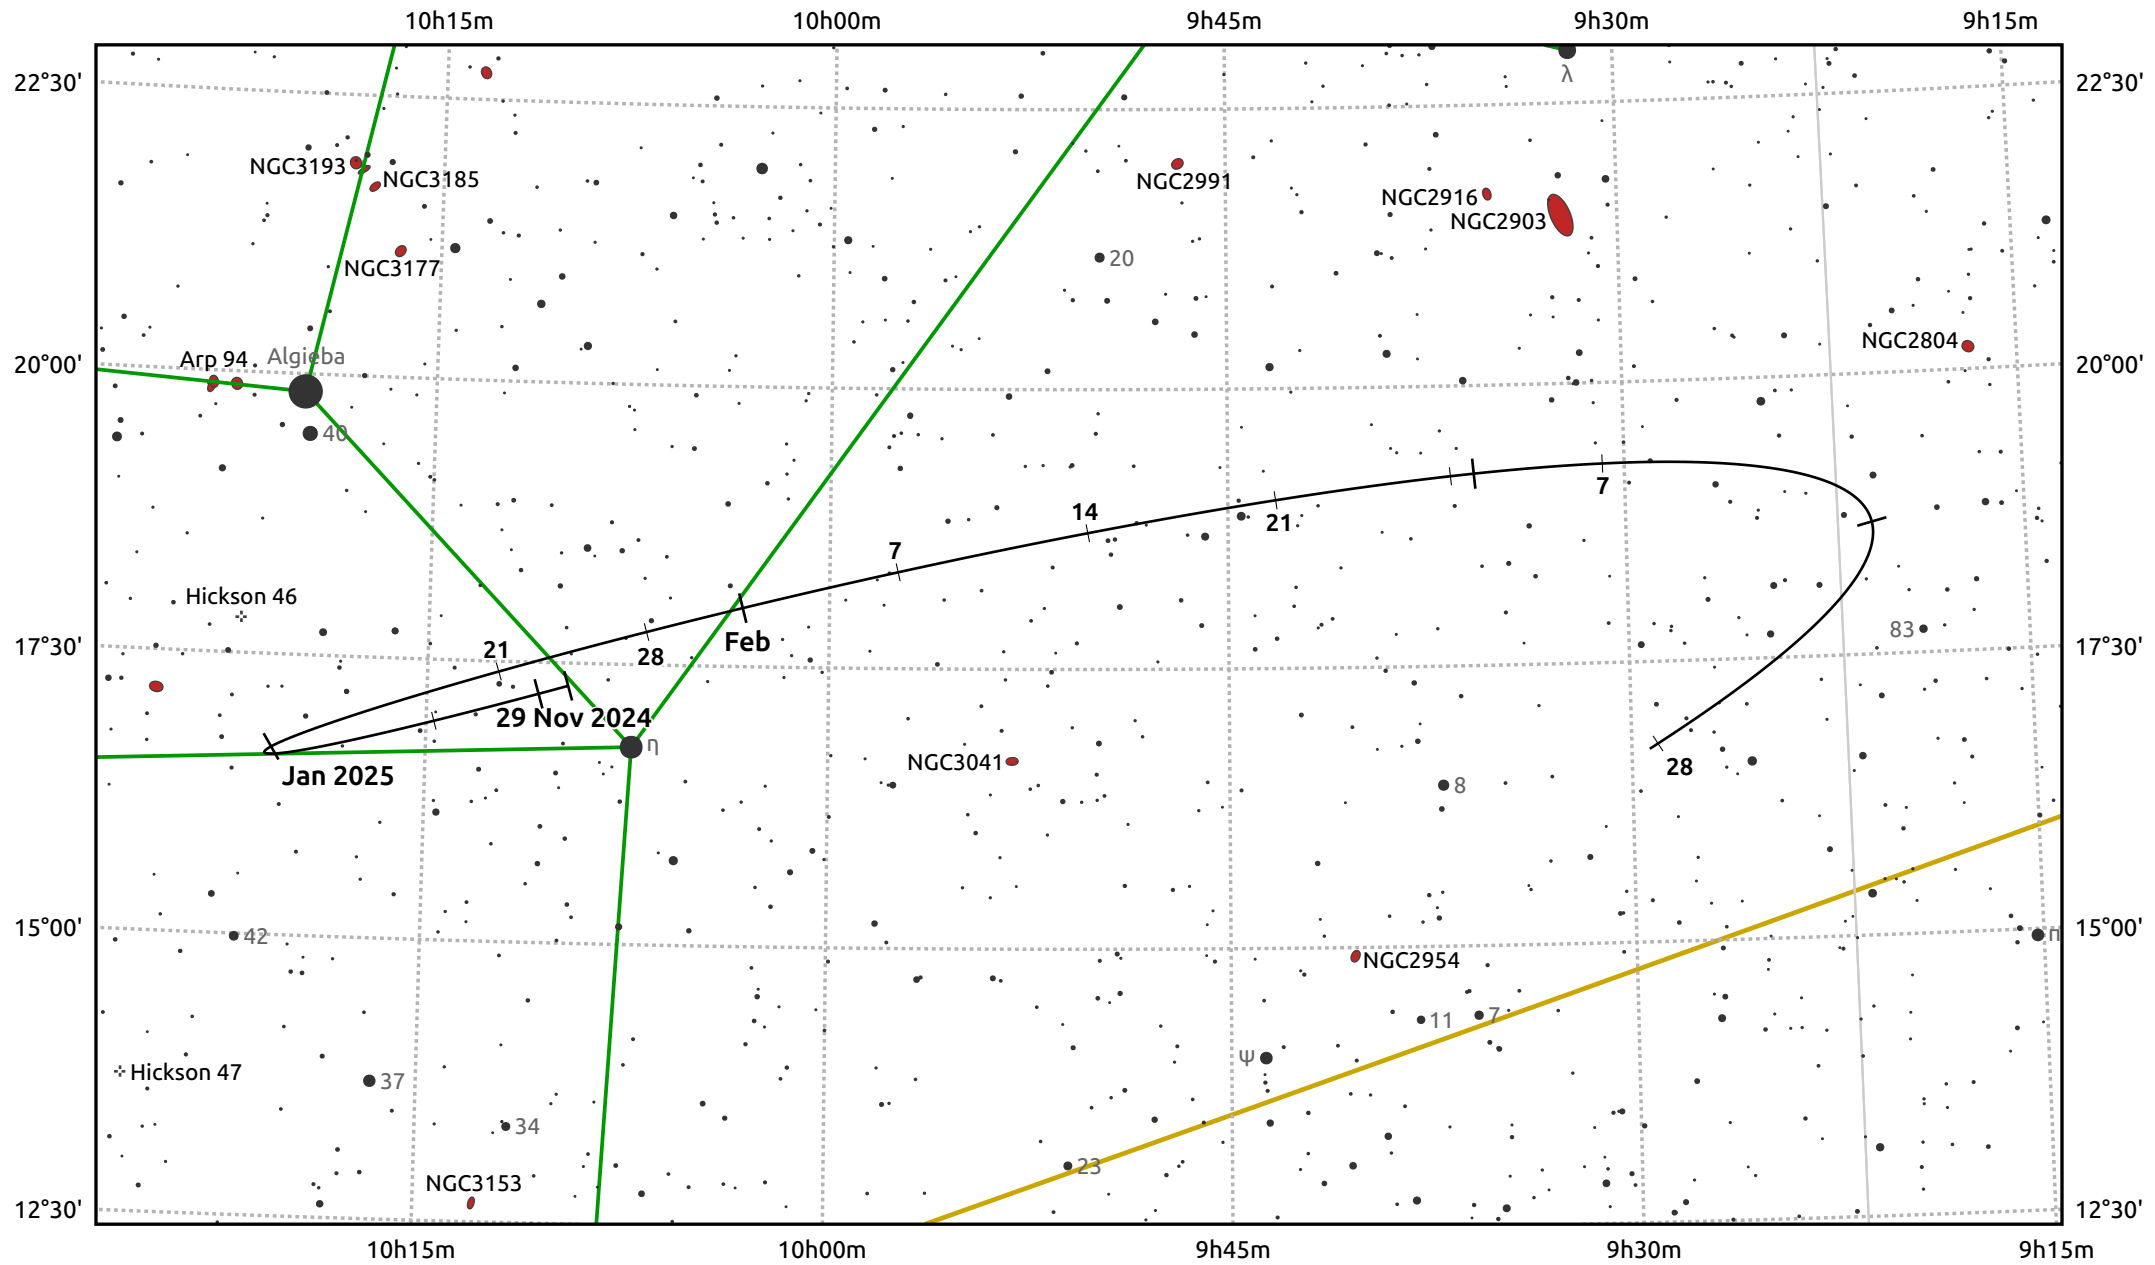 10h15m 10h00m 9h45m 9h30m 9h15m
22°30' 22°30'
λ
NGC3193
NGC3185
NGC2991
NGC2916
NGC2903
20
NGC3177
NGC2804
Arp 94
Algieba
20°00' 20°00'
40
7
14
21
7
Hickson 46
83
17°30' 17°30'
21
28
Feb
29 Nov 2024
η
NGC3041
28
Jan 2025
8
15°00' 15°00'
42
NGC2954
11
7
ψ
Hickson 47
37
34
23
NGC3153
12°30' 12°30'
10h15m 10h00m 9h45m 9h30m 9h15m